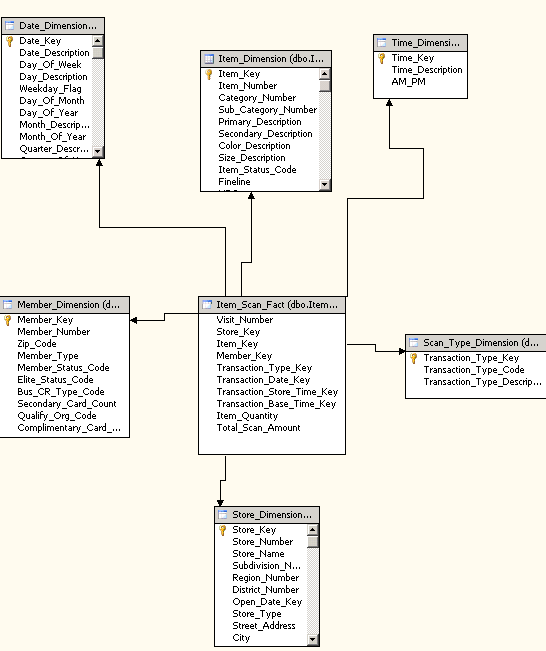 Date_Dimension...
Date_Key
Date_Description
Day_Of_Week
Day_Description
Weekday_Flag
Day_Of_Month
Day_Of_Year
Month_Descrip...
Month_Of_Year
Quarter_Descr...
Item_Dimension (dbo.I...
Item_Key
Item_Number
Category_Number
Sub_Category_Number
Primary_Description
Secondary_Description
Color_Description
Size_Description
Item_Status_Code
Fineline
Time_Dimensi...
Time_Key
Time_Description
AM_PM
Member_Dimension (d...
Member_Key
Member_Number
Zip_Code
Member_Type
Member_Status_Code
Elite_Status_Code
Bus_CR_Type_Code
Secondary_Card_Count
Qualify_Org_Code
Complimentary_Card_...
Item_Scan_Fact (dbo.Item...
Visit_Number
Store_Key
Item_Key
Member_Key
Transaction_Type_Key
Transaction_Date_Key
Transaction_Store_Time_Key
Transaction_Base_Time_Key
Item_Quantity
Total_Scan_Amount
Scan_Type_Dimension (d...
Transaction_Type_Key
Transaction_Type_Code
Transaction_Type_Descrip...
Store_Dimension...
Store_Key
Store_Number
Store_Name
Subdivision_N...
Region_Number
District_Number
Open_Date_Key
Store_Type
Street_Address
City